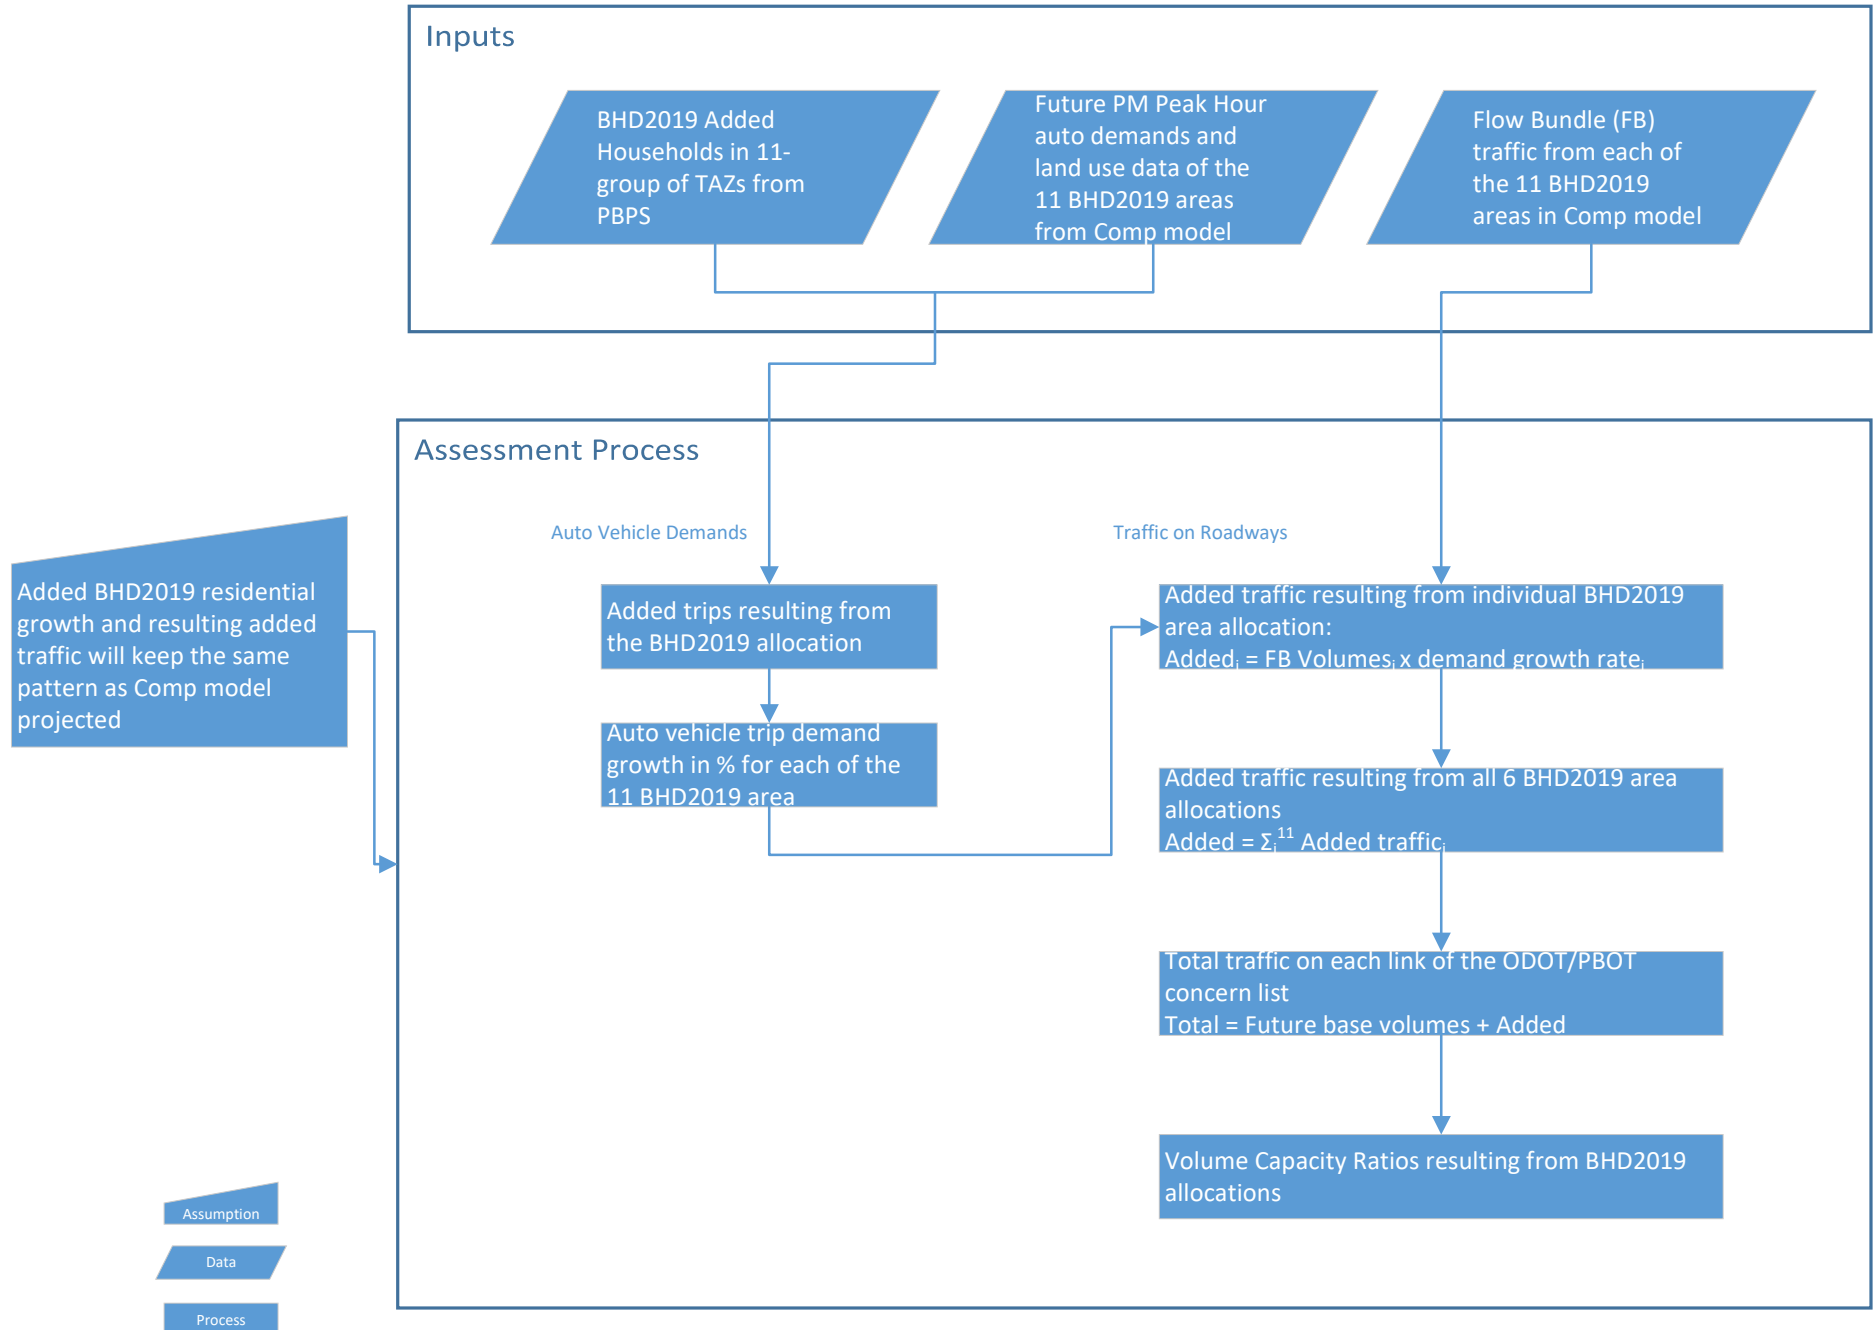 Inputs
BHD2019 Added
Households in 11-
group of TAZs from
PBPS
Future PM Peak Hour
auto demands and
land use data of the
11 BHD2019 areas
from Comp model
Flow Bundle (FB)
traffic from each of
the 11 BHD2019
areas in Comp model
Assessment Process
Added BHD2019 residential
growth and resulting added
traffic will keep the same
pattern as Comp model
projected
Auto Vehicle Demands
Added trips resulting from
the BHD2019 allocation
Auto vehicle trip demand
growth in % for each of the
11 BHD2019 area
Traffic on Roadways
Added traffic resulting from individual BHD2019
area allocation:
Addedᵢ = FB Volumesᵢ x demand growth rateᵢ
Added traffic resulting from all 6 BHD2019 area
allocations
Added = Σᵢ¹¹ Added trafficᵢ
Total traffic on each link of the ODOT/PBOT
concern list
Total = Future base volumes + Added
Volume Capacity Ratios resulting from BHD2019
allocations
Assumption
Data
Process